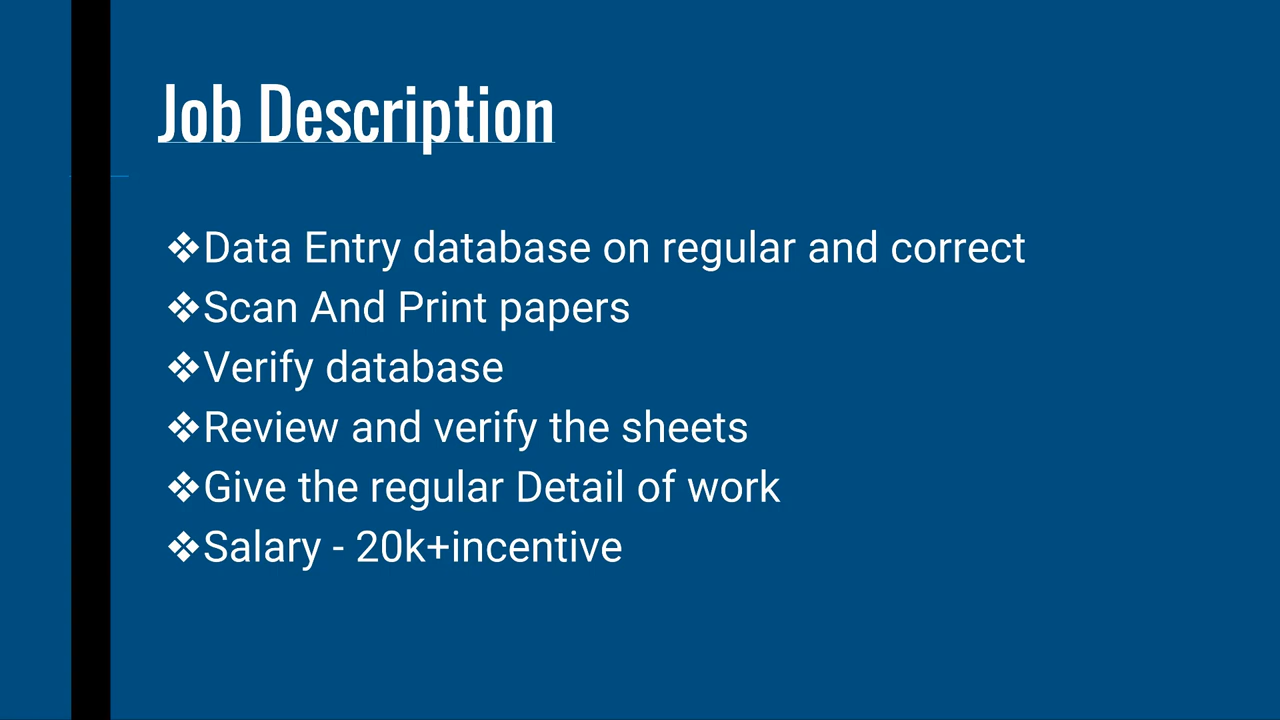 Job Description
❖Data Entry database on regular and correct
❖Scan And Print papers
❖Verify database
❖Review and verify the sheets
❖Give the regular Detail of work
❖Salary - 20k+incentive